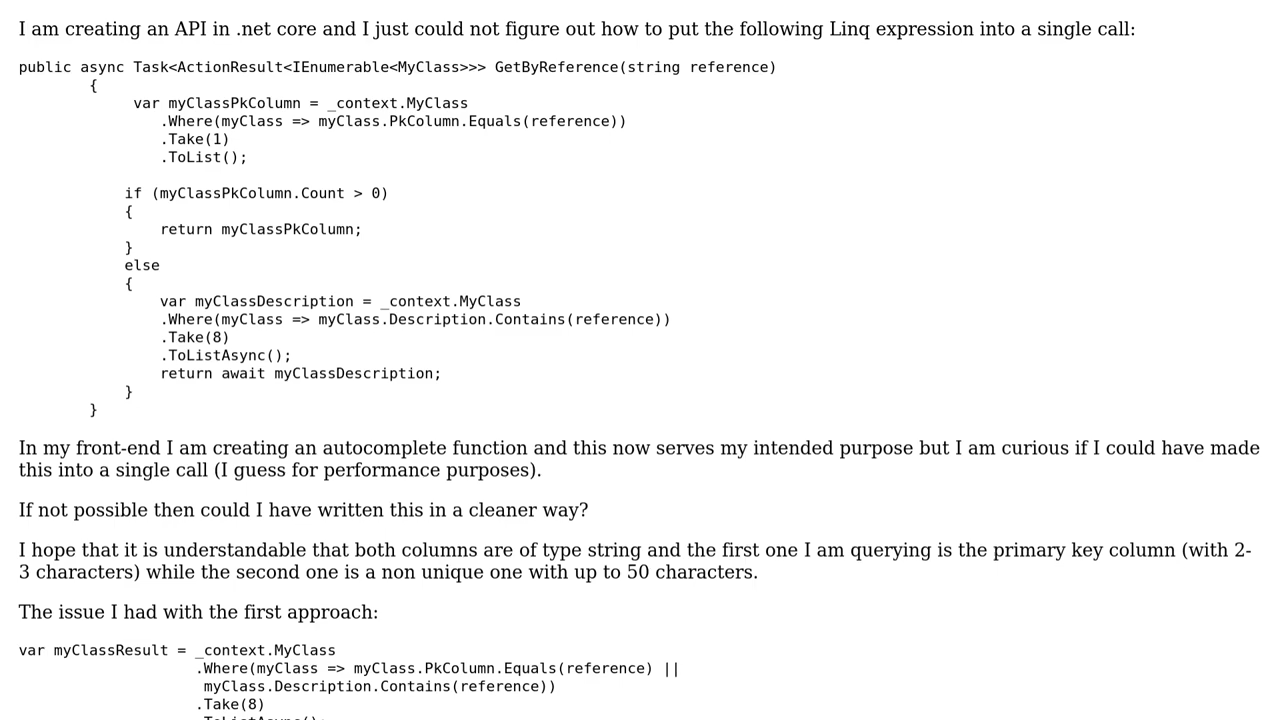 I am creating an API in .net core and I just could not figure out how to put the following Linq expression into a single call:
public async Task<ActionResult<IEnumerable<MyClass>>> GetByReference(string reference)
        {
             var myClassPkColumn = _context.MyClass
                .Where(myClass => myClass.PkColumn.Equals(reference))
                .Take(1)
                .ToList();
            if (myClassPkColumn.Count > 0)
            {
                return myClassPkColumn;
            }
            else
            {
                var myClassDescription = _context.MyClass
                .Where(myClass => myClass.Description.Contains(reference))
                .Take(8)
                .ToListAsync();
                return await myClassDescription;
            }
        }
In my front-end I am creating an autocomplete function and this now serves my intended purpose but I am curious if I could have made
this into a single call (I guess for performance purposes).
If not possible then could I have written this in a cleaner way?
I hope that it is understandable that both columns are of type string and the first one I am querying is the primary key column (with 2-
3 characters) while the second one is a non unique one with up to 50 characters.
The issue I had with the first approach:
var myClassResult = _context.MyClass
                    .Where(myClass => myClass.PkColumn.Equals(reference) ||
                     myClass.Description.Contains(reference))
                    .Take(8)